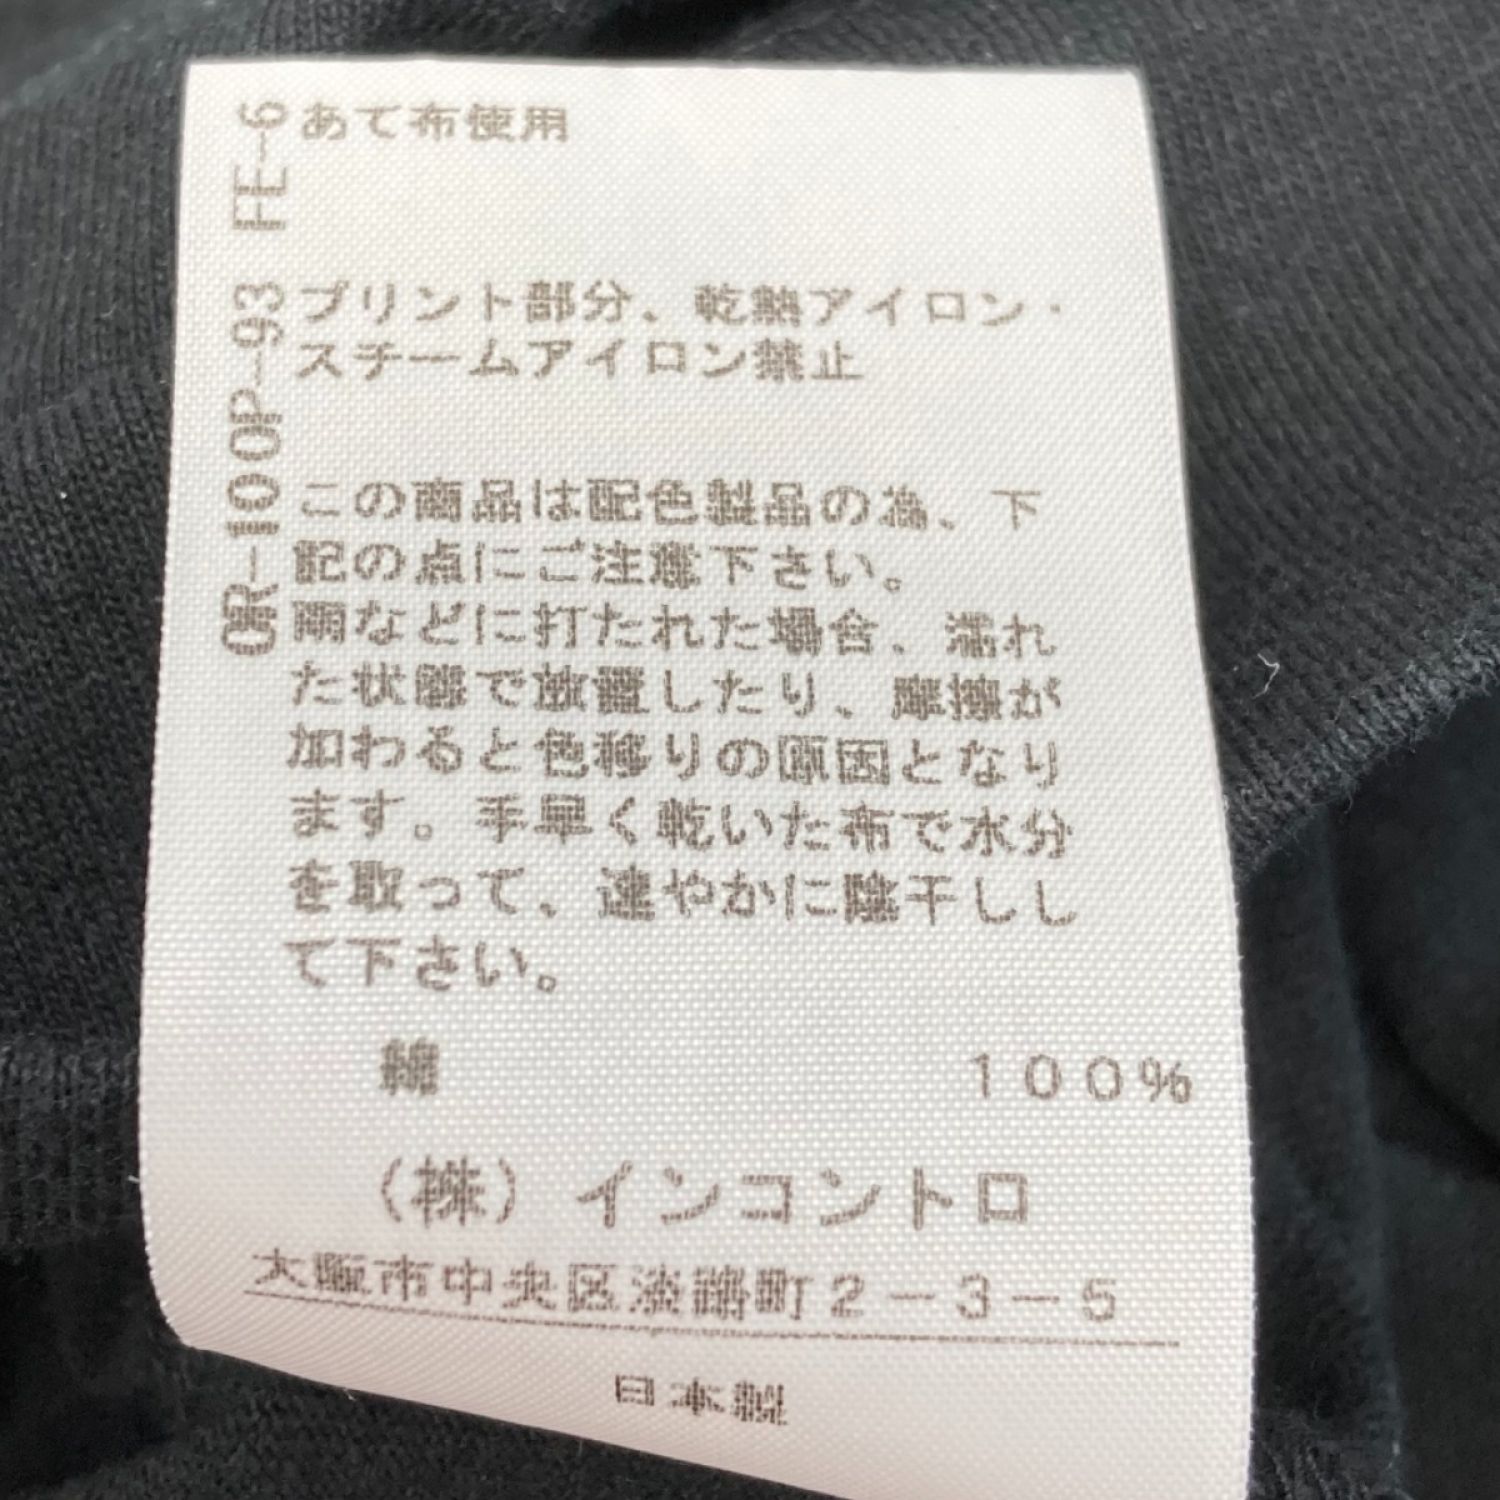 あて布使用
プリント部分、乾熱アイロン・
スチームアイロン禁止
この商品は配色製品の為、下
記の点にご注意下さい。
雨などに打たれた場合、濡れ
た状態で放置したり、摩擦が
加わると色移りの原因となり
ます。手早く乾いた布で水分
を取って、速やかに陰干しし
て下さい。
綿 100%
(株)インコントロ
大阪市中央区淡路町2-3-5
日本製
OR-100P-93 FE-6